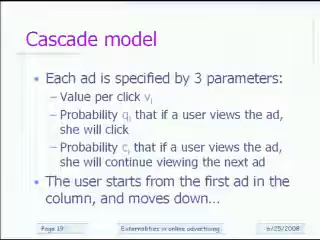 Cascade model
• Each ad is specified by 3 parameters:
– Value per click vi
– Probability qi that if a user views the ad,
she will click
– Probability ci that if a user views the ad,
she will continue viewing the next ad
• The user starts from the first ad in the
column, and moves down…
Page 19
Externalities in online advertising
6/25/2008